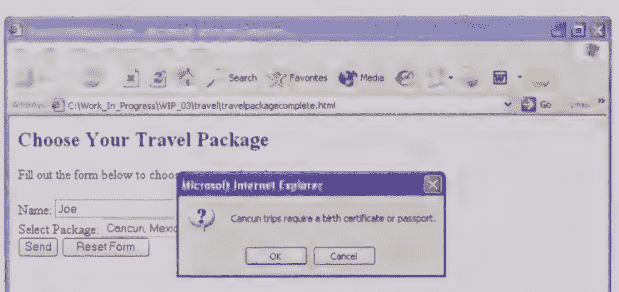 Search Favorites Media
Address C:\Work_In_Progress\WIP_03\travel\travelpackagecomplete.html Go
Choose Your Travel Package
Fill out the form below to choo
Microsoft Internet Explorer
Cancun trips require a birth certificate or passport.
Name: Joe
Select Package: Cancun, Mexic
Send Reset Form
OK Cancel